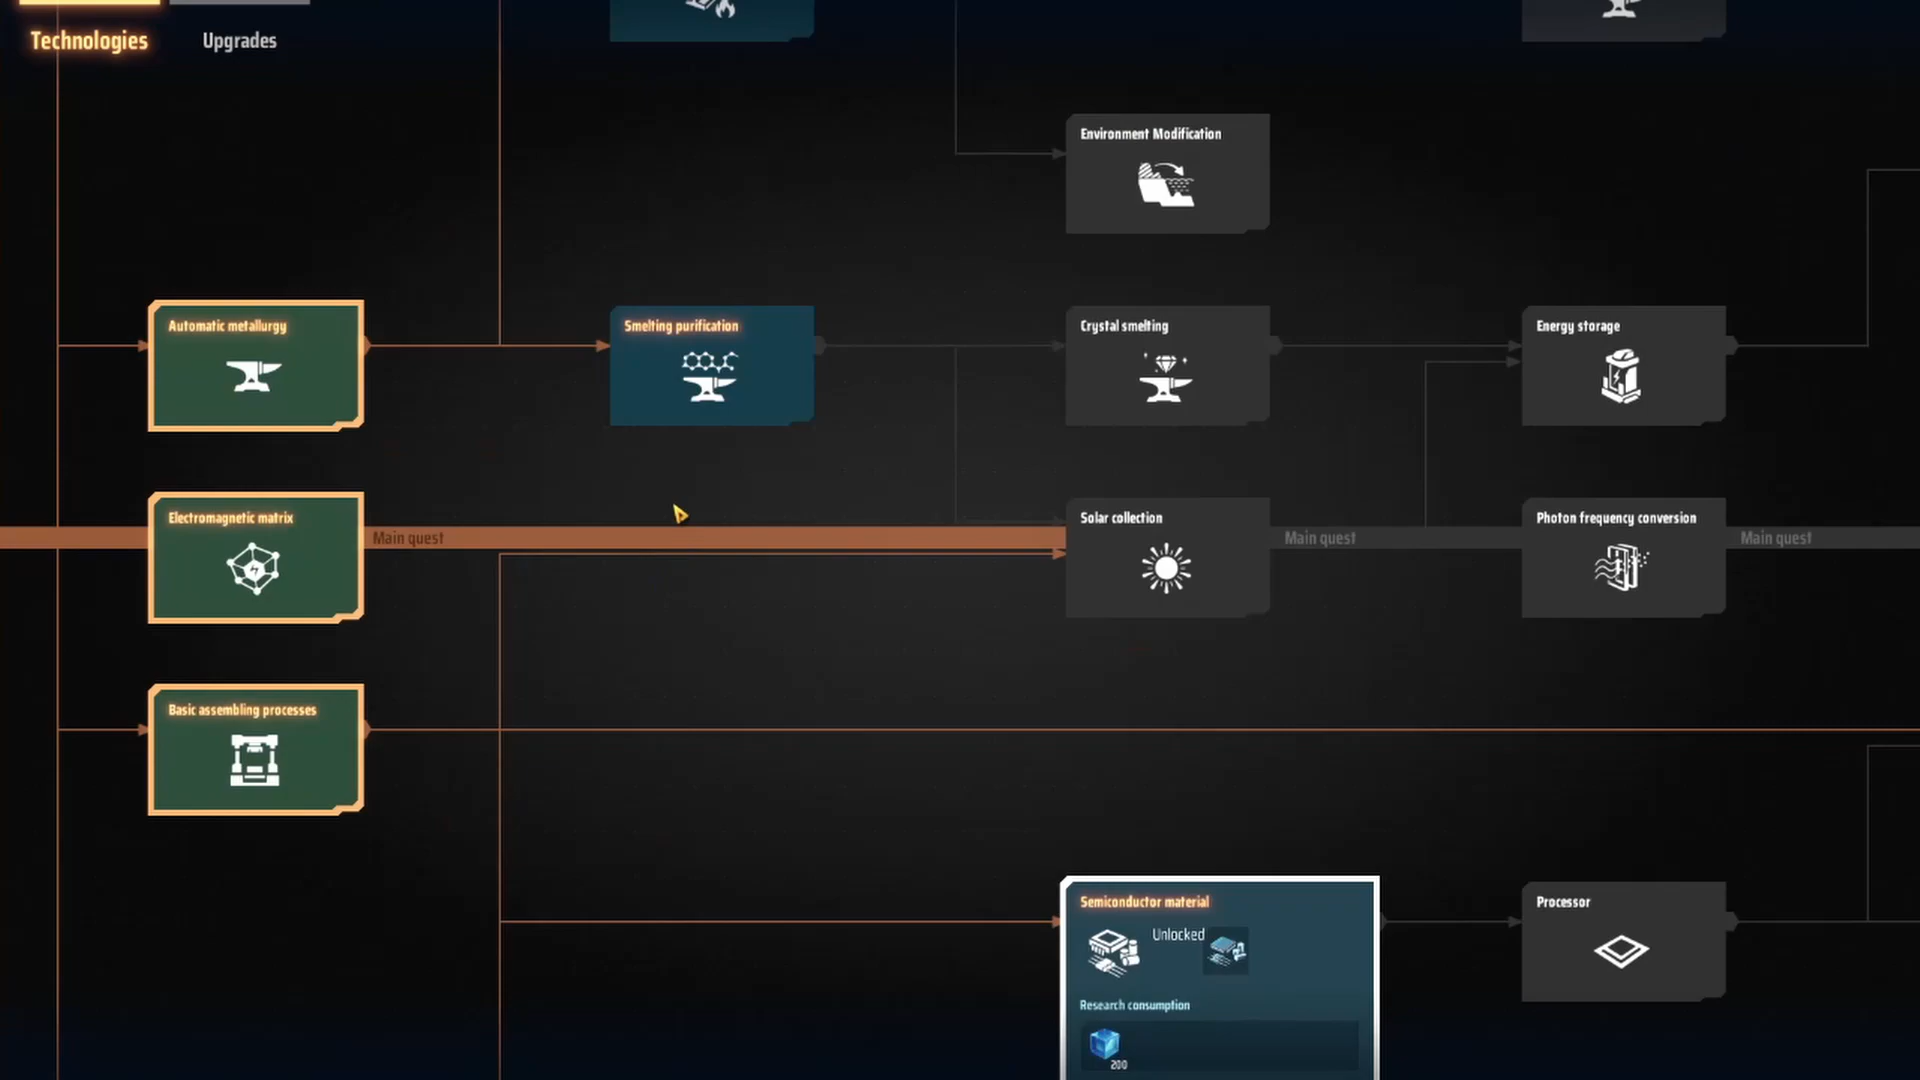 Technologies
Upgrades
Environment Modification
Automatic metallurgy
Smelting purification
Crystal smelting
Energy storage
Electromagnetic matrix
Main quest
Solar collection
Main quest
Photon frequency conversion
Main quest
Basic assembling processes
Semiconductor material
Unlocked
Research consumption
200
Processor